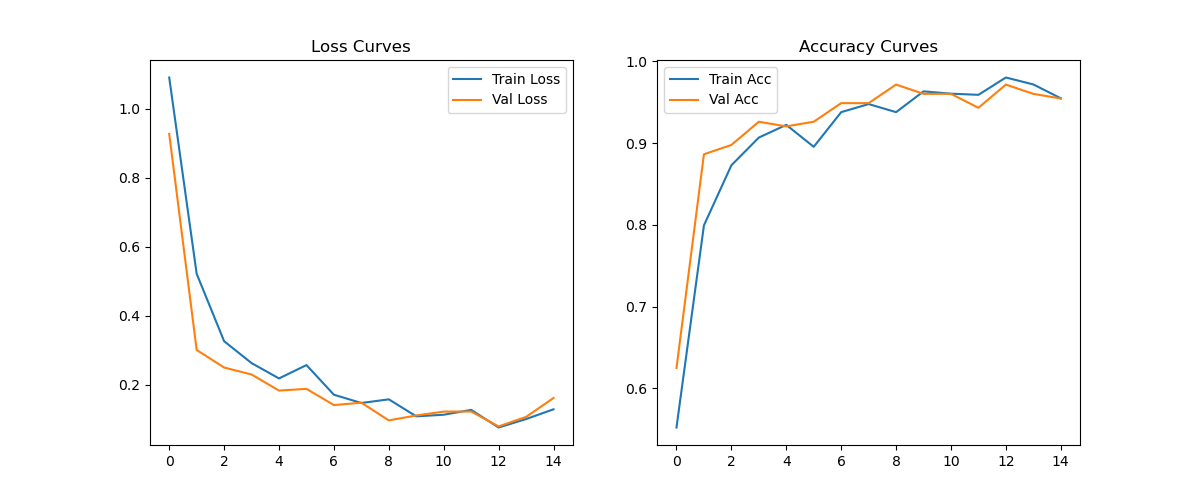 Loss Curves
Train Loss
Val Loss
1.0
0.8
0.6
0.4
0.2
0 2 4 6 8 10 12 14
Accuracy Curves
Train Acc
Val Acc
1.0
0.9
0.8
0.7
0.6
0 2 4 6 8 10 12 14